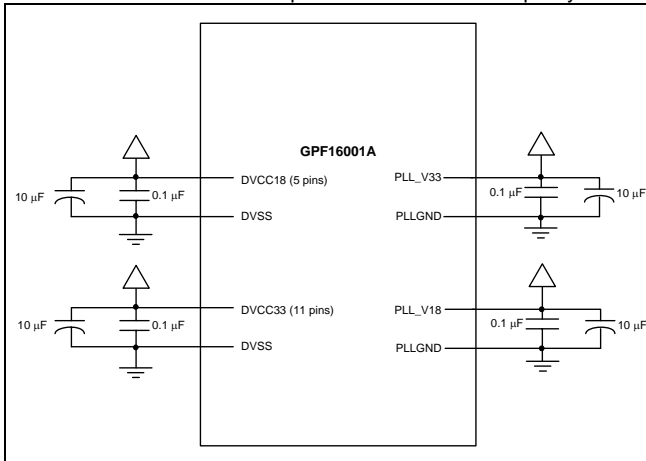 GPF16001A
DVCC18 (5 pins)
PLL_V33
10 μF
0.1 μF
0.1 μF
10 μF
DVSS
PLLGND
DVCC33 (11 pins)
PLL_V18
10 μF
0.1 μF
0.1 μF
10 μF
DVSS
PLLGND